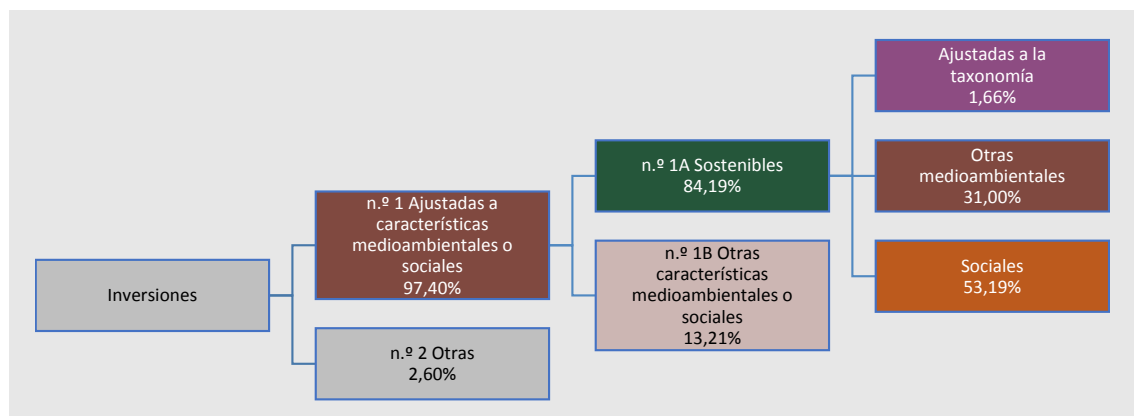 Inversiones
n.º 1 Ajustadas a
características
medioambientales o
sociales
97,40%
n.º 2 Otras
2,60%
n.º 1A Sostenibles
84,19%
n.º 1B Otras
características
medioambientales o
sociales
13,21%
Ajustadas a la
taxonomía
1,66%
Otras
medioambientales
31,00%
Sociales
53,19%